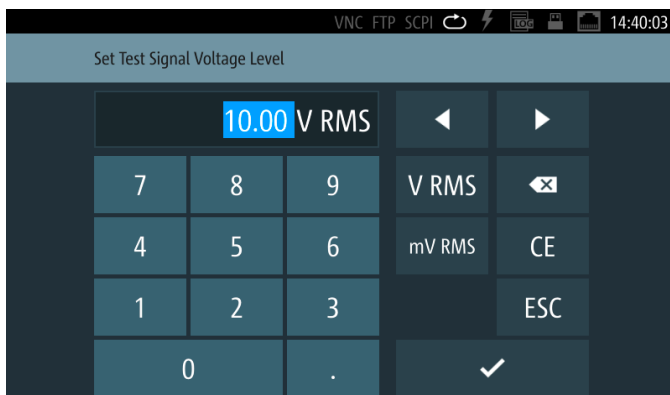 VNC FTP SCPI LOG 14:40:03
Set Test Signal Voltage Level
10.00 V RMS
7 8 9 V RMS
4 5 6 mV RMS CE
1 2 3 ESC
0 .